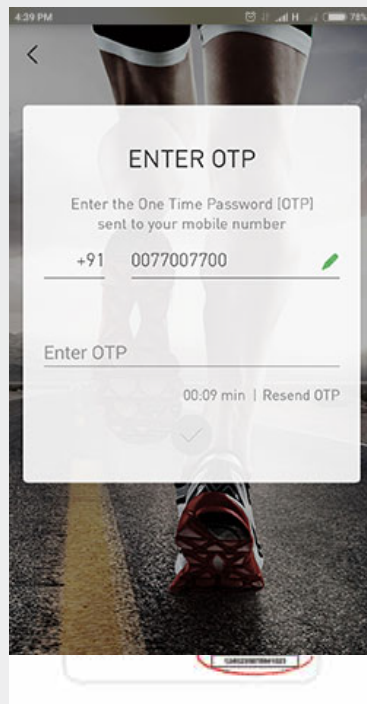 4:39 PM
H
78%
ENTER OTP
Enter the One Time Password [OTP]
sent to your mobile number
+91 0077007700
Enter OTP
00:09 min | Resend OTP